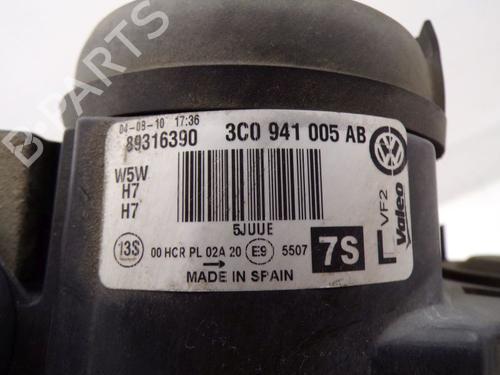 B-PARTS
04-08-10 17:36
89316390 3C0 941 005 AB
W5W
H7
H7
5JUUE
13S 00 HCR PL 02A 20 E9 5507 7S L
MADE IN SPAIN
VF2
Valeo